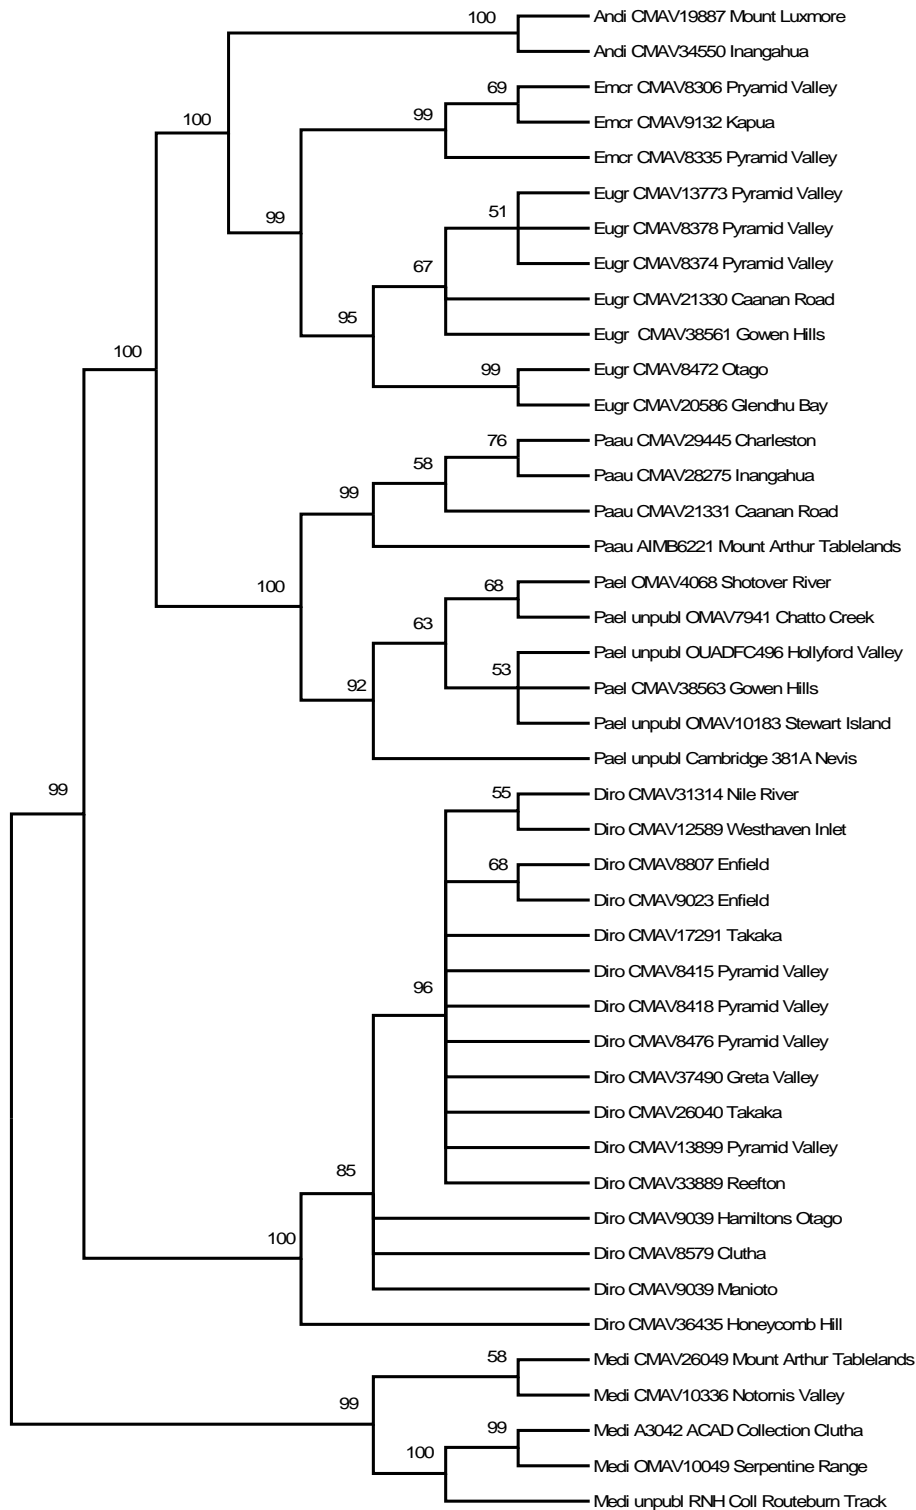 100
Andi CMAV19887 Mount Luxmore
Andi CMAV34550 Inangahua
69
Emcr CMAV8306 Pryamid Valley
99
Emcr CMAV9132 Kapua
100
Emcr CMAV8335 Pyramid Valley
Eugr CMAV13773 Pyramid Valley
99
51
Eugr CMAV8378 Pyramid Valley
Eugr CMAV8374 Pyramid Valley
67
Eugr CMAV21330 Caanan Road
95
Eugr CMAV38561 Gowen Hills
100
99
Eugr CMAV8472 Otago
Eugr CMAV20586 Glendhu Bay
76
Paau CMAV29445 Charleston
58
Paau CMAV28275 Inangahua
99
Paau CMAV21331 Caanan Road
Paau AIMB6221 Mount Arthur Tablelands
100
68
Pael OMAV4068 Shotover River
63
Pael unpubl OMAV7941 Chatto Creek
Pael unpubl OUADFC496 Hollyford Valley
92
53
Pael CMAV38563 Gowen Hills
Pael unpubl OMAV10183 Stewart Island
Pael unpubl Cambridge 381A Nevis
99
55
Diro CMAV31314 Nile River
Diro CMAV12589 Westhaven Inlet
68
Diro CMAV8807 Enfield
Diro CMAV9023 Enfield
Diro CMAV17291 Takaka
Diro CMAV8415 Pyramid Valley
96
Diro CMAV8418 Pyramid Valley
Diro CMAV8476 Pyramid Valley
Diro CMAV37490 Greta Valley
Diro CMAV26040 Takaka
Diro CMAV13899 Pyramid Valley
85
Diro CMAV33889 Reefton
Diro CMAV9039 Hamiltons Otago
100
Diro CMAV8579 Clutha
Diro CMAV9039 Manioto
Diro CMAV36435 Honeycomb Hill
58
Medi CMAV26049 Mount Arthur Tablelands
99
Medi CMAV10336 Notornis Valley
99
Medi A3042 ACAD Collection Clutha
100
Medi OMAV10049 Serpentine Range
Medi unpubl RNH Coll Routeburn Track